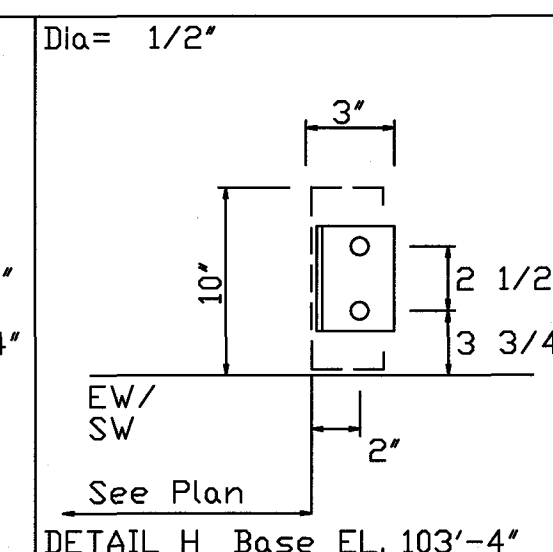 Dia= 1/2"
3"
10"
"
2 1/2
4"
3 3/4
EW/
SW
2"
See Plan
DETAIL H Base EL. 103'-4"